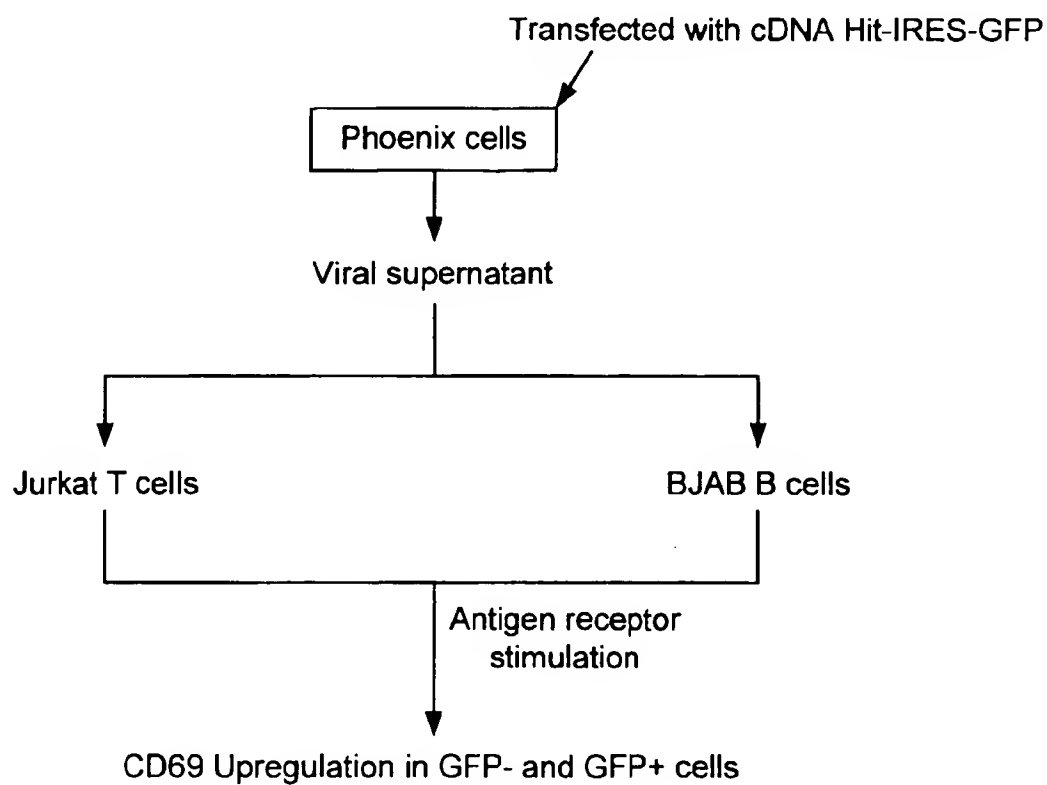 Transfected with cDNA Hit-IRES-GFP
Phoenix cells
Viral supernatant
Jurkat T cells
BJAB B cells
Antigen receptor
stimulation
CD69 Upregulation in GFP- and GFP+ cells